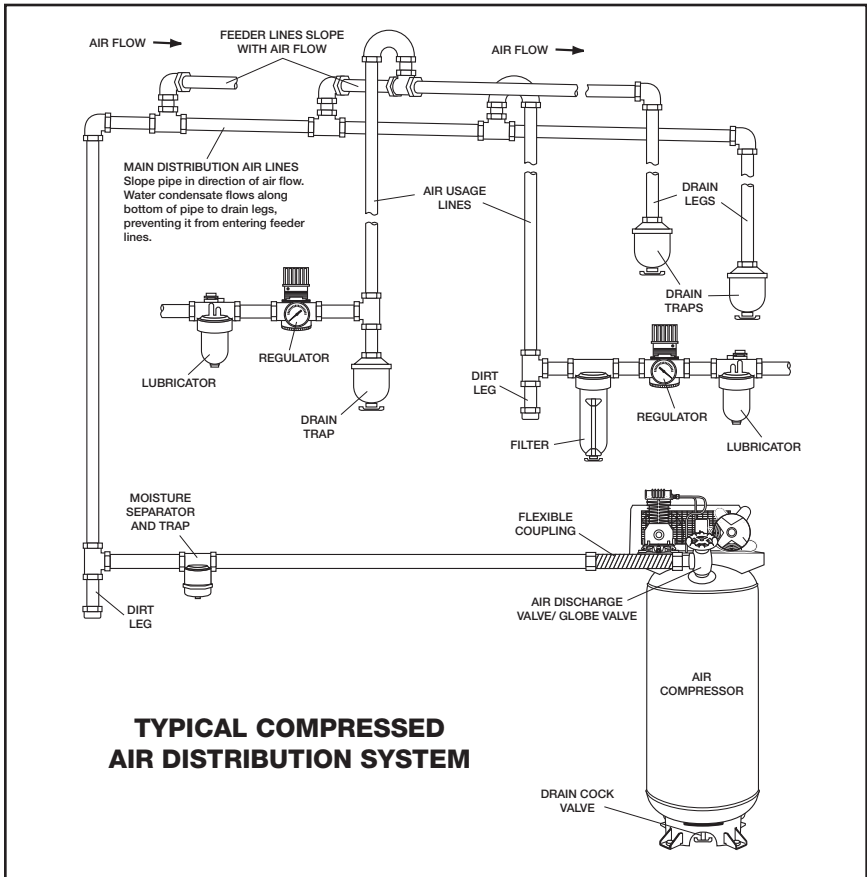 AIR FLOW
FEEDER LINES SLOPE
WITH AIR FLOW
AIR FLOW
MAIN DISTRIBUTION AIR LINES
Slope pipe in direction of air flow.
Water condensate flows along
bottom of pipe to drain legs,
preventing it from entering feeder
lines.
AIR USAGE
LINES
DRAIN
LEGS
DRAIN
TRAPS
LUBRICATOR
REGULATOR
DRAIN
TRAP
DIRT
LEG
FILTER
REGULATOR
LUBRICATOR
MOISTURE
SEPARATOR
AND TRAP
FLEXIBLE
COUPLING
DIRT
LEG
AIR DISCHARGE
VALVE/ GLOBE VALVE
AIR
COMPRESSOR
TYPICAL COMPRESSED
AIR DISTRIBUTION SYSTEM
DRAIN COCK
VALVE